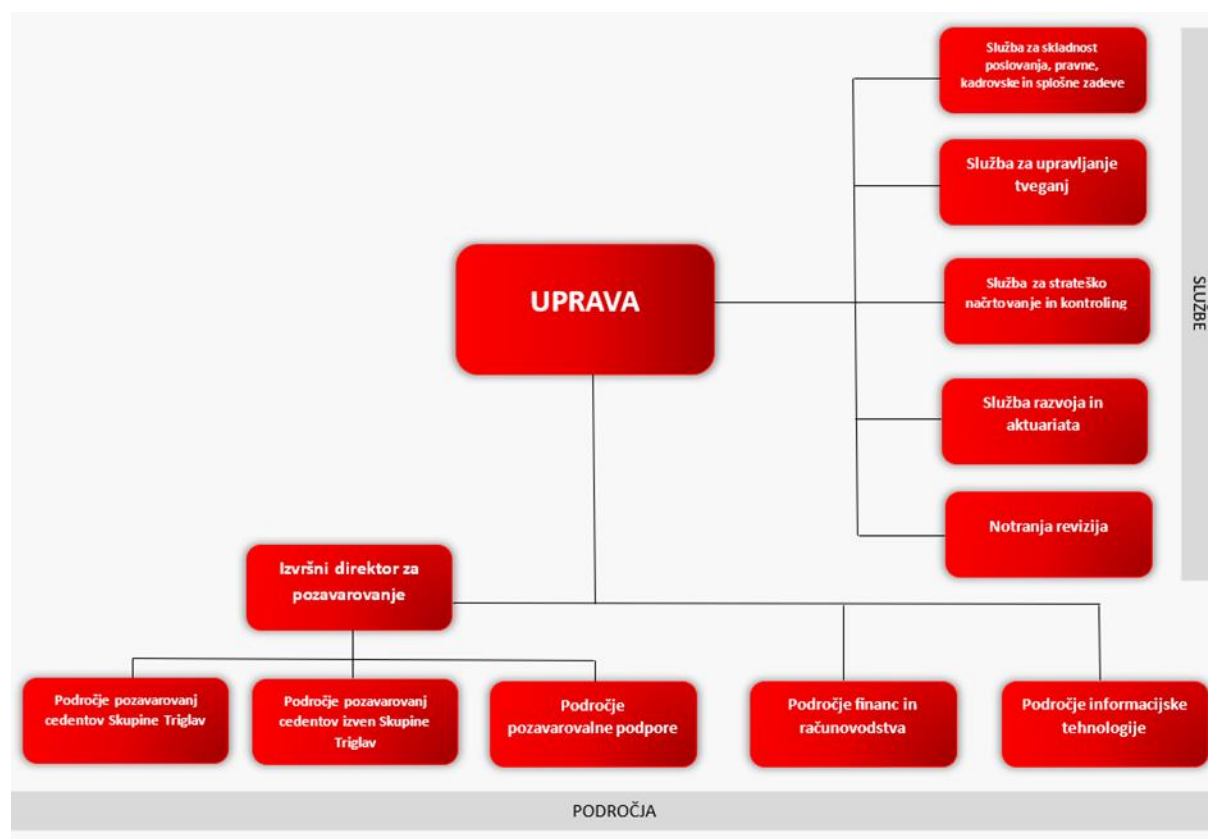 Služba za skladnost
poslovanja, pravne,
kadrovske in splošne zadeve
Služba za upravljanje
tveganj
UPRAVA
Služba za strateško
načrtovanje in kontroling
SLUŽBE
Služba razvoja in
aktuariata
Notranja revizija
Izvršni direktor za
pozavarovanje
Področje pozavarovanj
cedentov Skupine Triglav
Področje pozavarovanj
cedentov izven Skupine
Triglav
Področje
pozavarovalne podpore
Področje financ in
računovodstva
Področje informacijske
tehnologije
PODROČJA